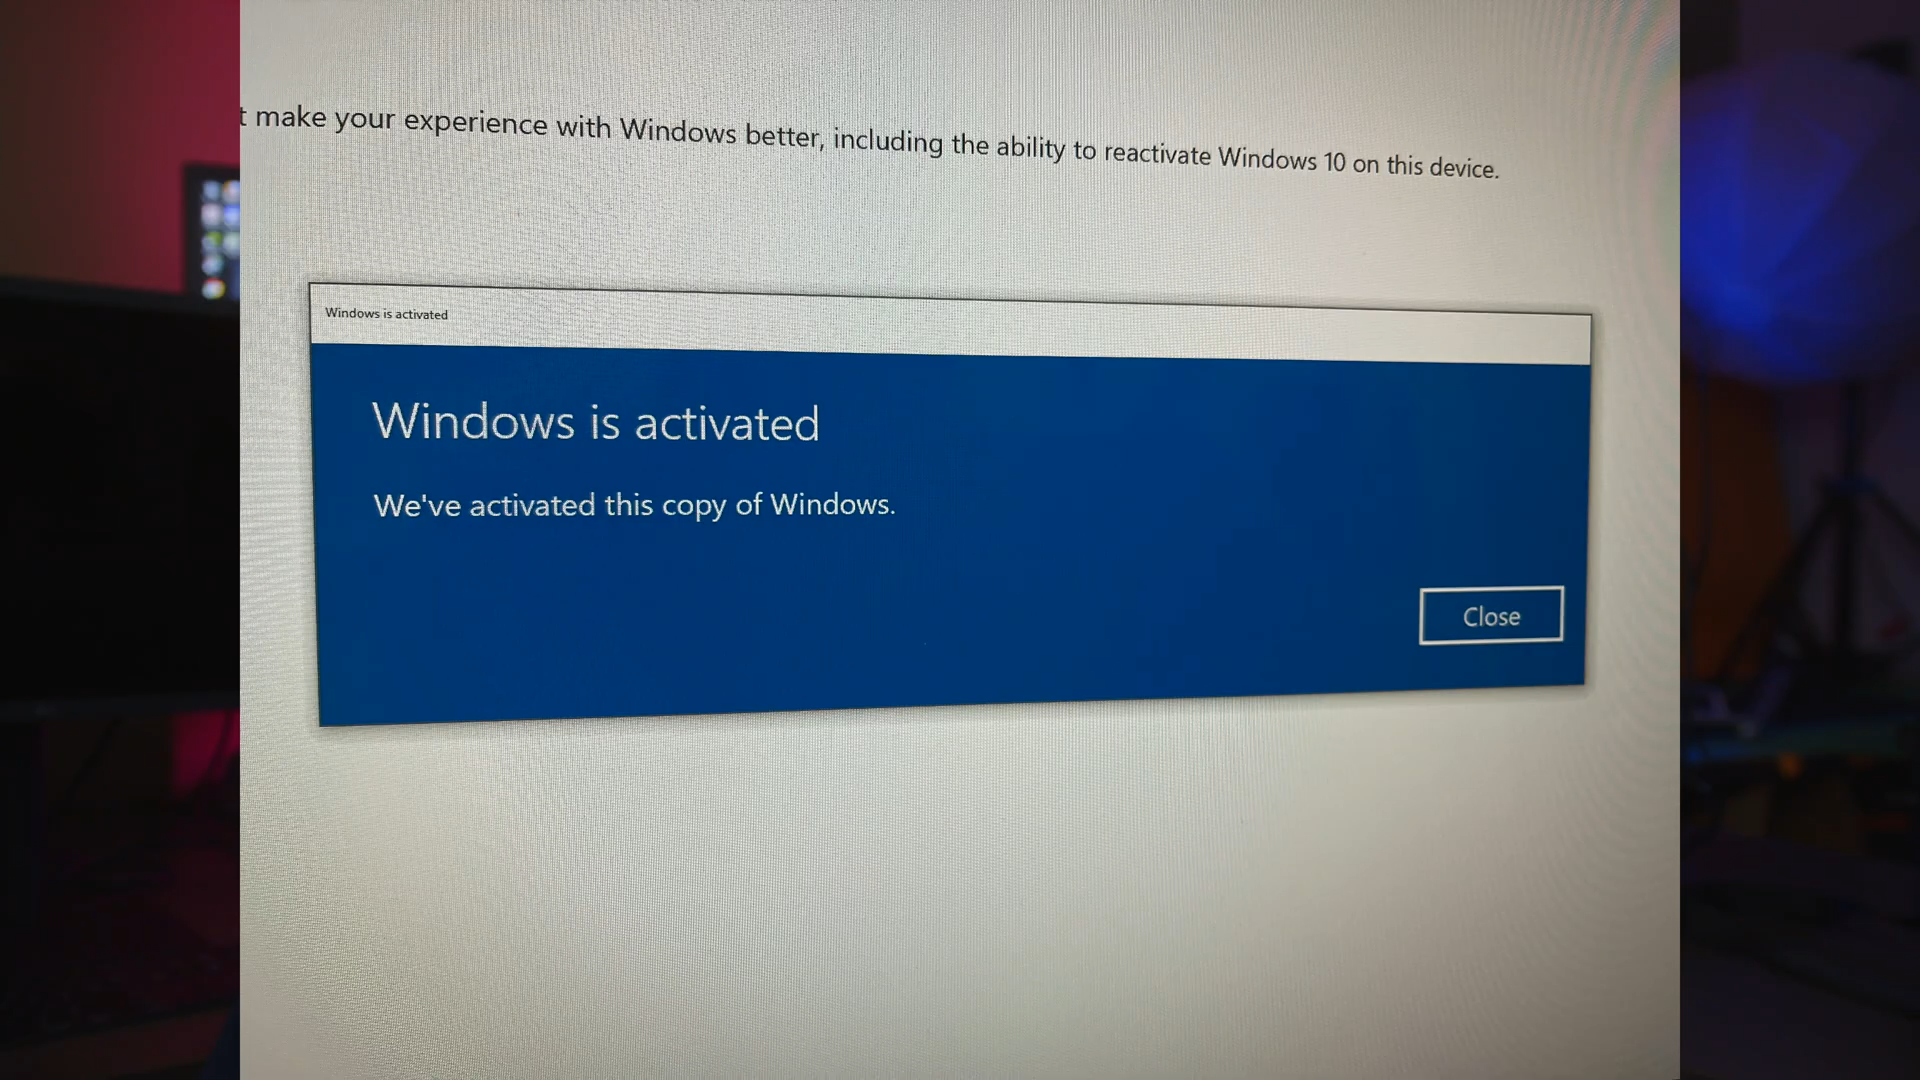 t make your experience with Windows better, including the ability to reactivate Windows 10 on this device.
Windows is activated
Windows is activated
We've activated this copy of Windows.
Close